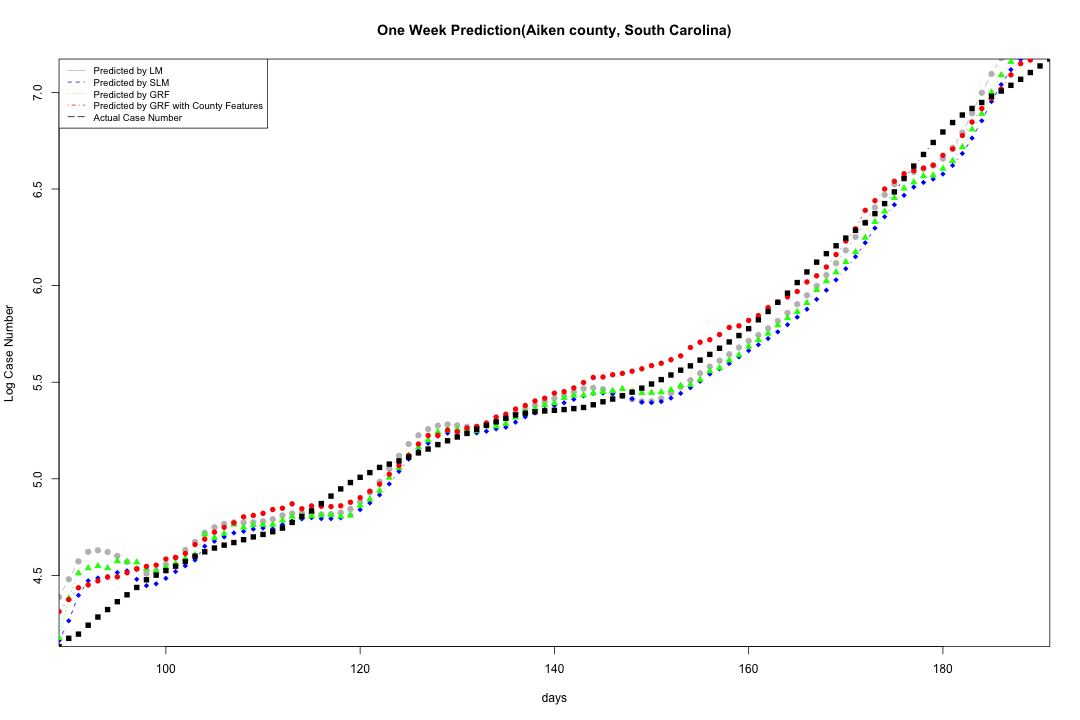 One Week Prediction(Aiken county, South Carolina)
Predicted by LM
Predicted by SLM
Predicted by GRF
Predicted by GRF with County Features
Actual Case Number
7.0
6.5
6.0
5.5
5.0
4.5
Log Case Number
100 120 140 160 180
days